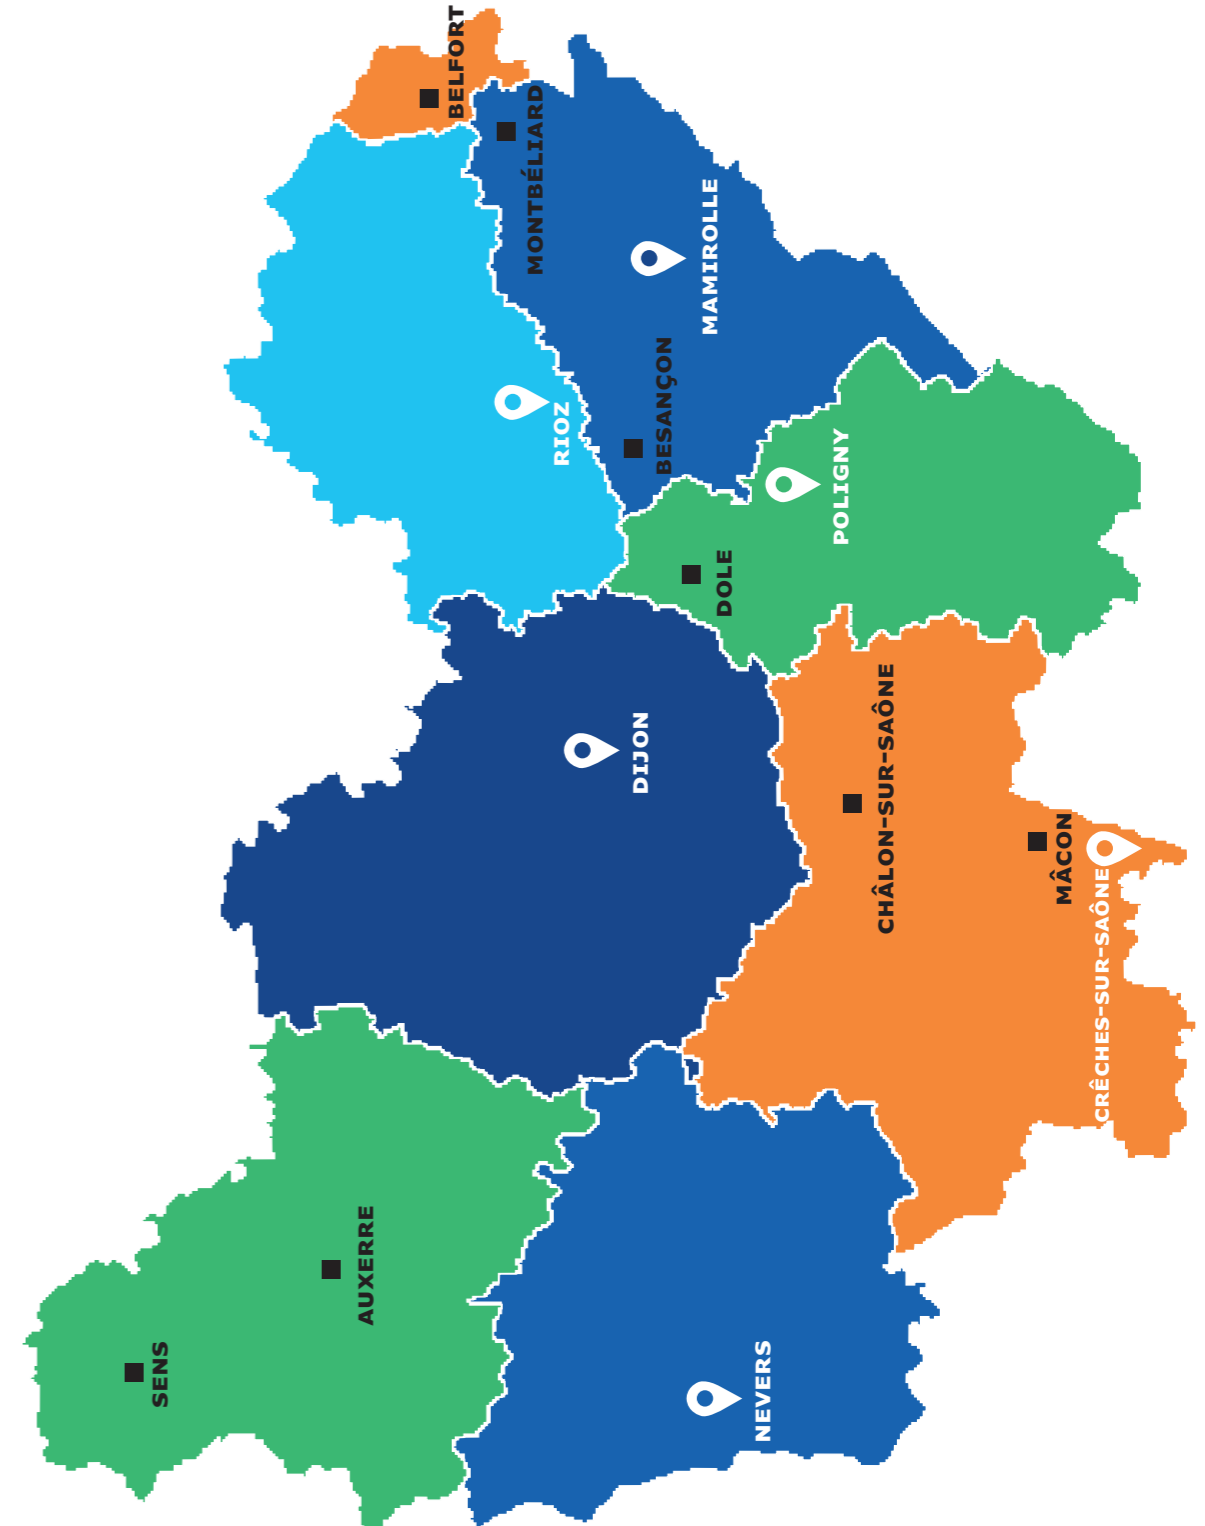 SENS
AUXERRE
NEVERS
DIJON
CHÂLON-SUR-SAÔNE
MÂCON
CRÊCHES-SUR-SAÔNE
DOLE
POLIGNY
RIOZ
BESANÇON
MAMIROLLE
MONTBÉLIARD
BELFORT